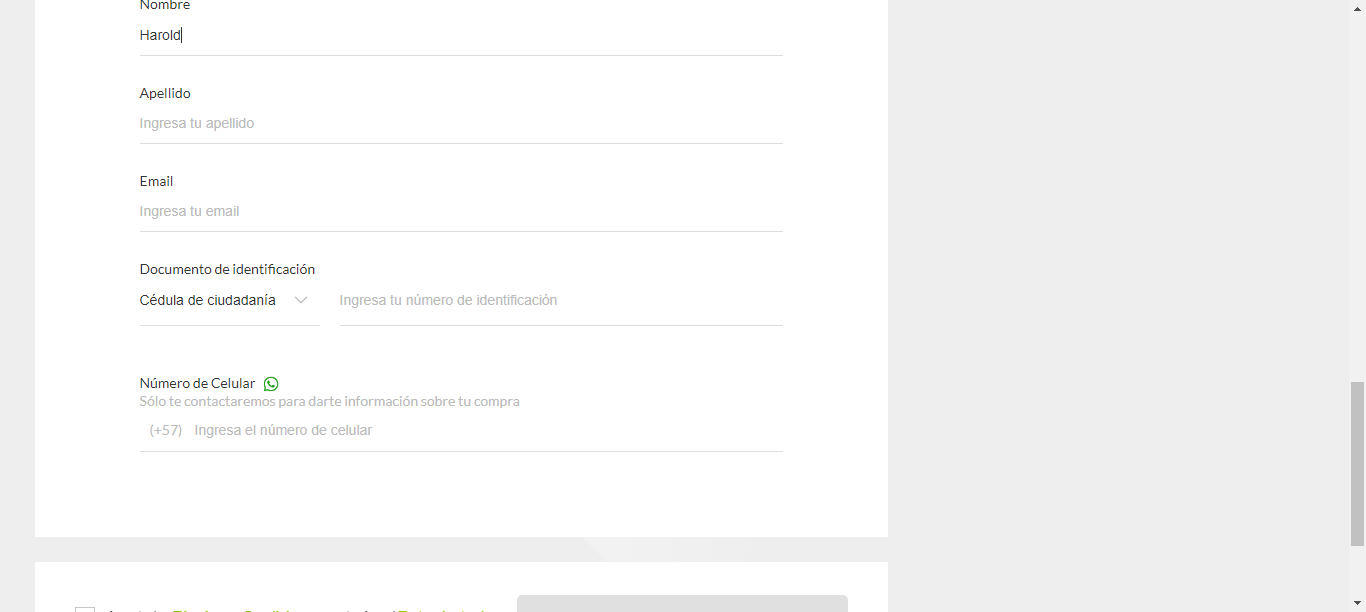 Nombre
Harold
Apellido
Ingresa tu apellido
Email
Ingresa tu email
Documento de identificación
Cédula de ciudadanía Ingresa tu número de identificación
Número de Celular
Sólo te contactaremos para darte información sobre tu compra
(+57) Ingresa el número de celular